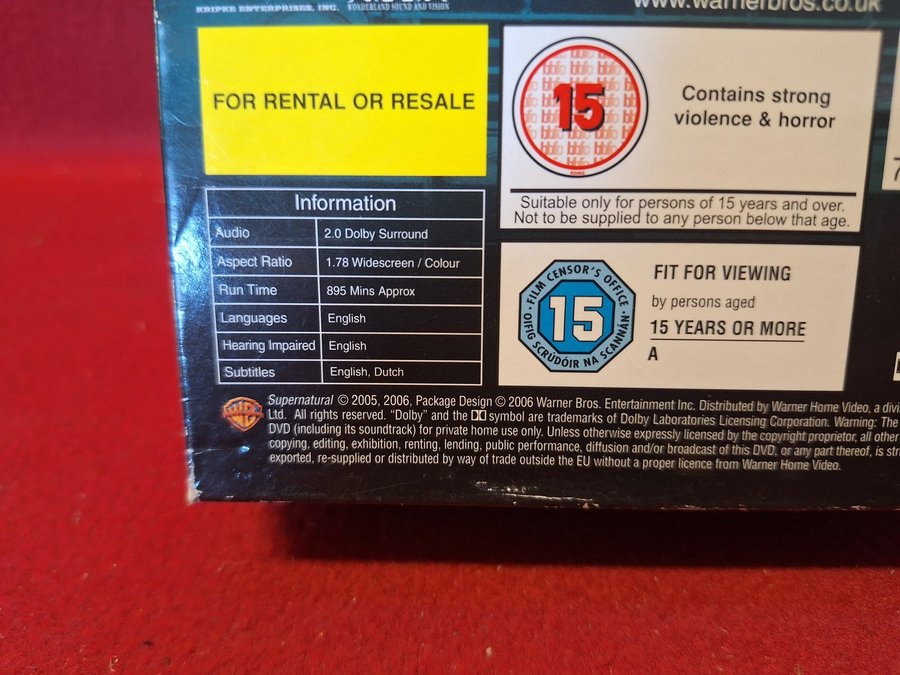 KRIPKE ENTERPRISES, INC.
WONDERLAND SOUND AND VISION
www.warnerbros.co.uk
FOR RENTAL OR RESALE
15
Contains strong
violence & horror
Suitable only for persons of 15 years and over.
Not to be supplied to any person below that age.
Information
Audio 2.0 Dolby Surround
Aspect Ratio 1.78 Widescreen / Colour
Run Time 895 Mins Approx
Languages English
Hearing Impaired English
Subtitles English, Dutch
· FILM CENSOR'S OFFICE ·
15
OIFIG SCRÚDÓIR NA SCANNÁN
FIT FOR VIEWING
by persons aged
15 YEARS OR MORE
A
Supernatural © 2005, 2006. Package Design © 2006 Warner Bros. Entertainment Inc. Distributed by Warner Home Video, a divi
Ltd. All rights reserved. "Dolby" and the symbol are trademarks of Dolby Laboratories Licensing Corporation. Warning: The
DVD (including its soundtrack) for private home use only. Unless otherwise expressly licensed by the copyright proprietor, all other
copying, editing, exhibition, renting, lending, public performance, diffusion and/or broadcast of this DVD, or any part thereof, is str
exported, re-supplied or distributed by way of trade outside the EU without a proper licence from Warner Home Video.